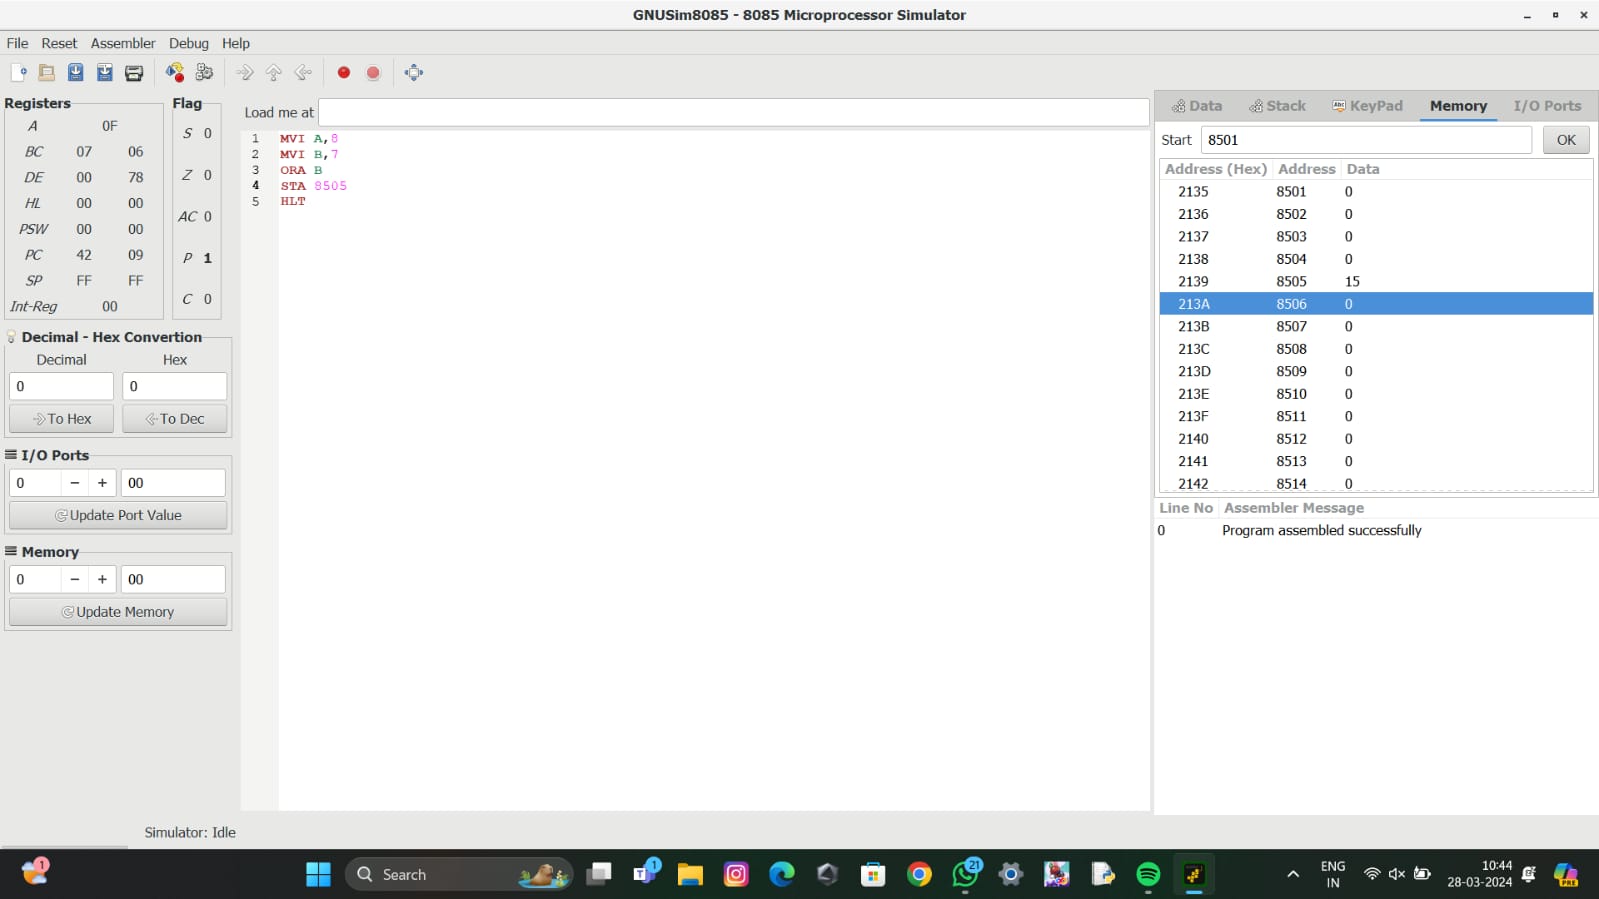 GNUSim8085 - 8085 Microprocessor Simulator
File Reset Assembler Debug Help
Registers
A 0F
BC 07 06
DE 00 78
HL 00 00
PSW 00 00
PC 42 09
SP FF FF
Int-Reg 00
Flag
S 0
Z 0
AC 0
P 1
C 0
Decimal - Hex Convertion
Decimal Hex
0 0
To Hex To Dec
I/O Ports
0 − + 00
Update Port Value
Memory
0 − + 00
Update Memory
Load me at
1 MVI A,8
2 MVI B,7
3 ORA B
4 STA 8505
5 HLT
Data Stack Abc KeyPad Memory I/O Ports
Start 8501 OK
Address (Hex) Address Data
2135 8501 0
2136 8502 0
2137 8503 0
2138 8504 0
2139 8505 15
213A 8506 0
213B 8507 0
213C 8508 0
213D 8509 0
213E 8510 0
213F 8511 0
2140 8512 0
2141 8513 0
2142 8514 0
Line No Assembler Message
0 Program assembled successfully
Simulator: Idle
1 Search 1 21 ENG 10:44
IN 28-03-2024 PRE